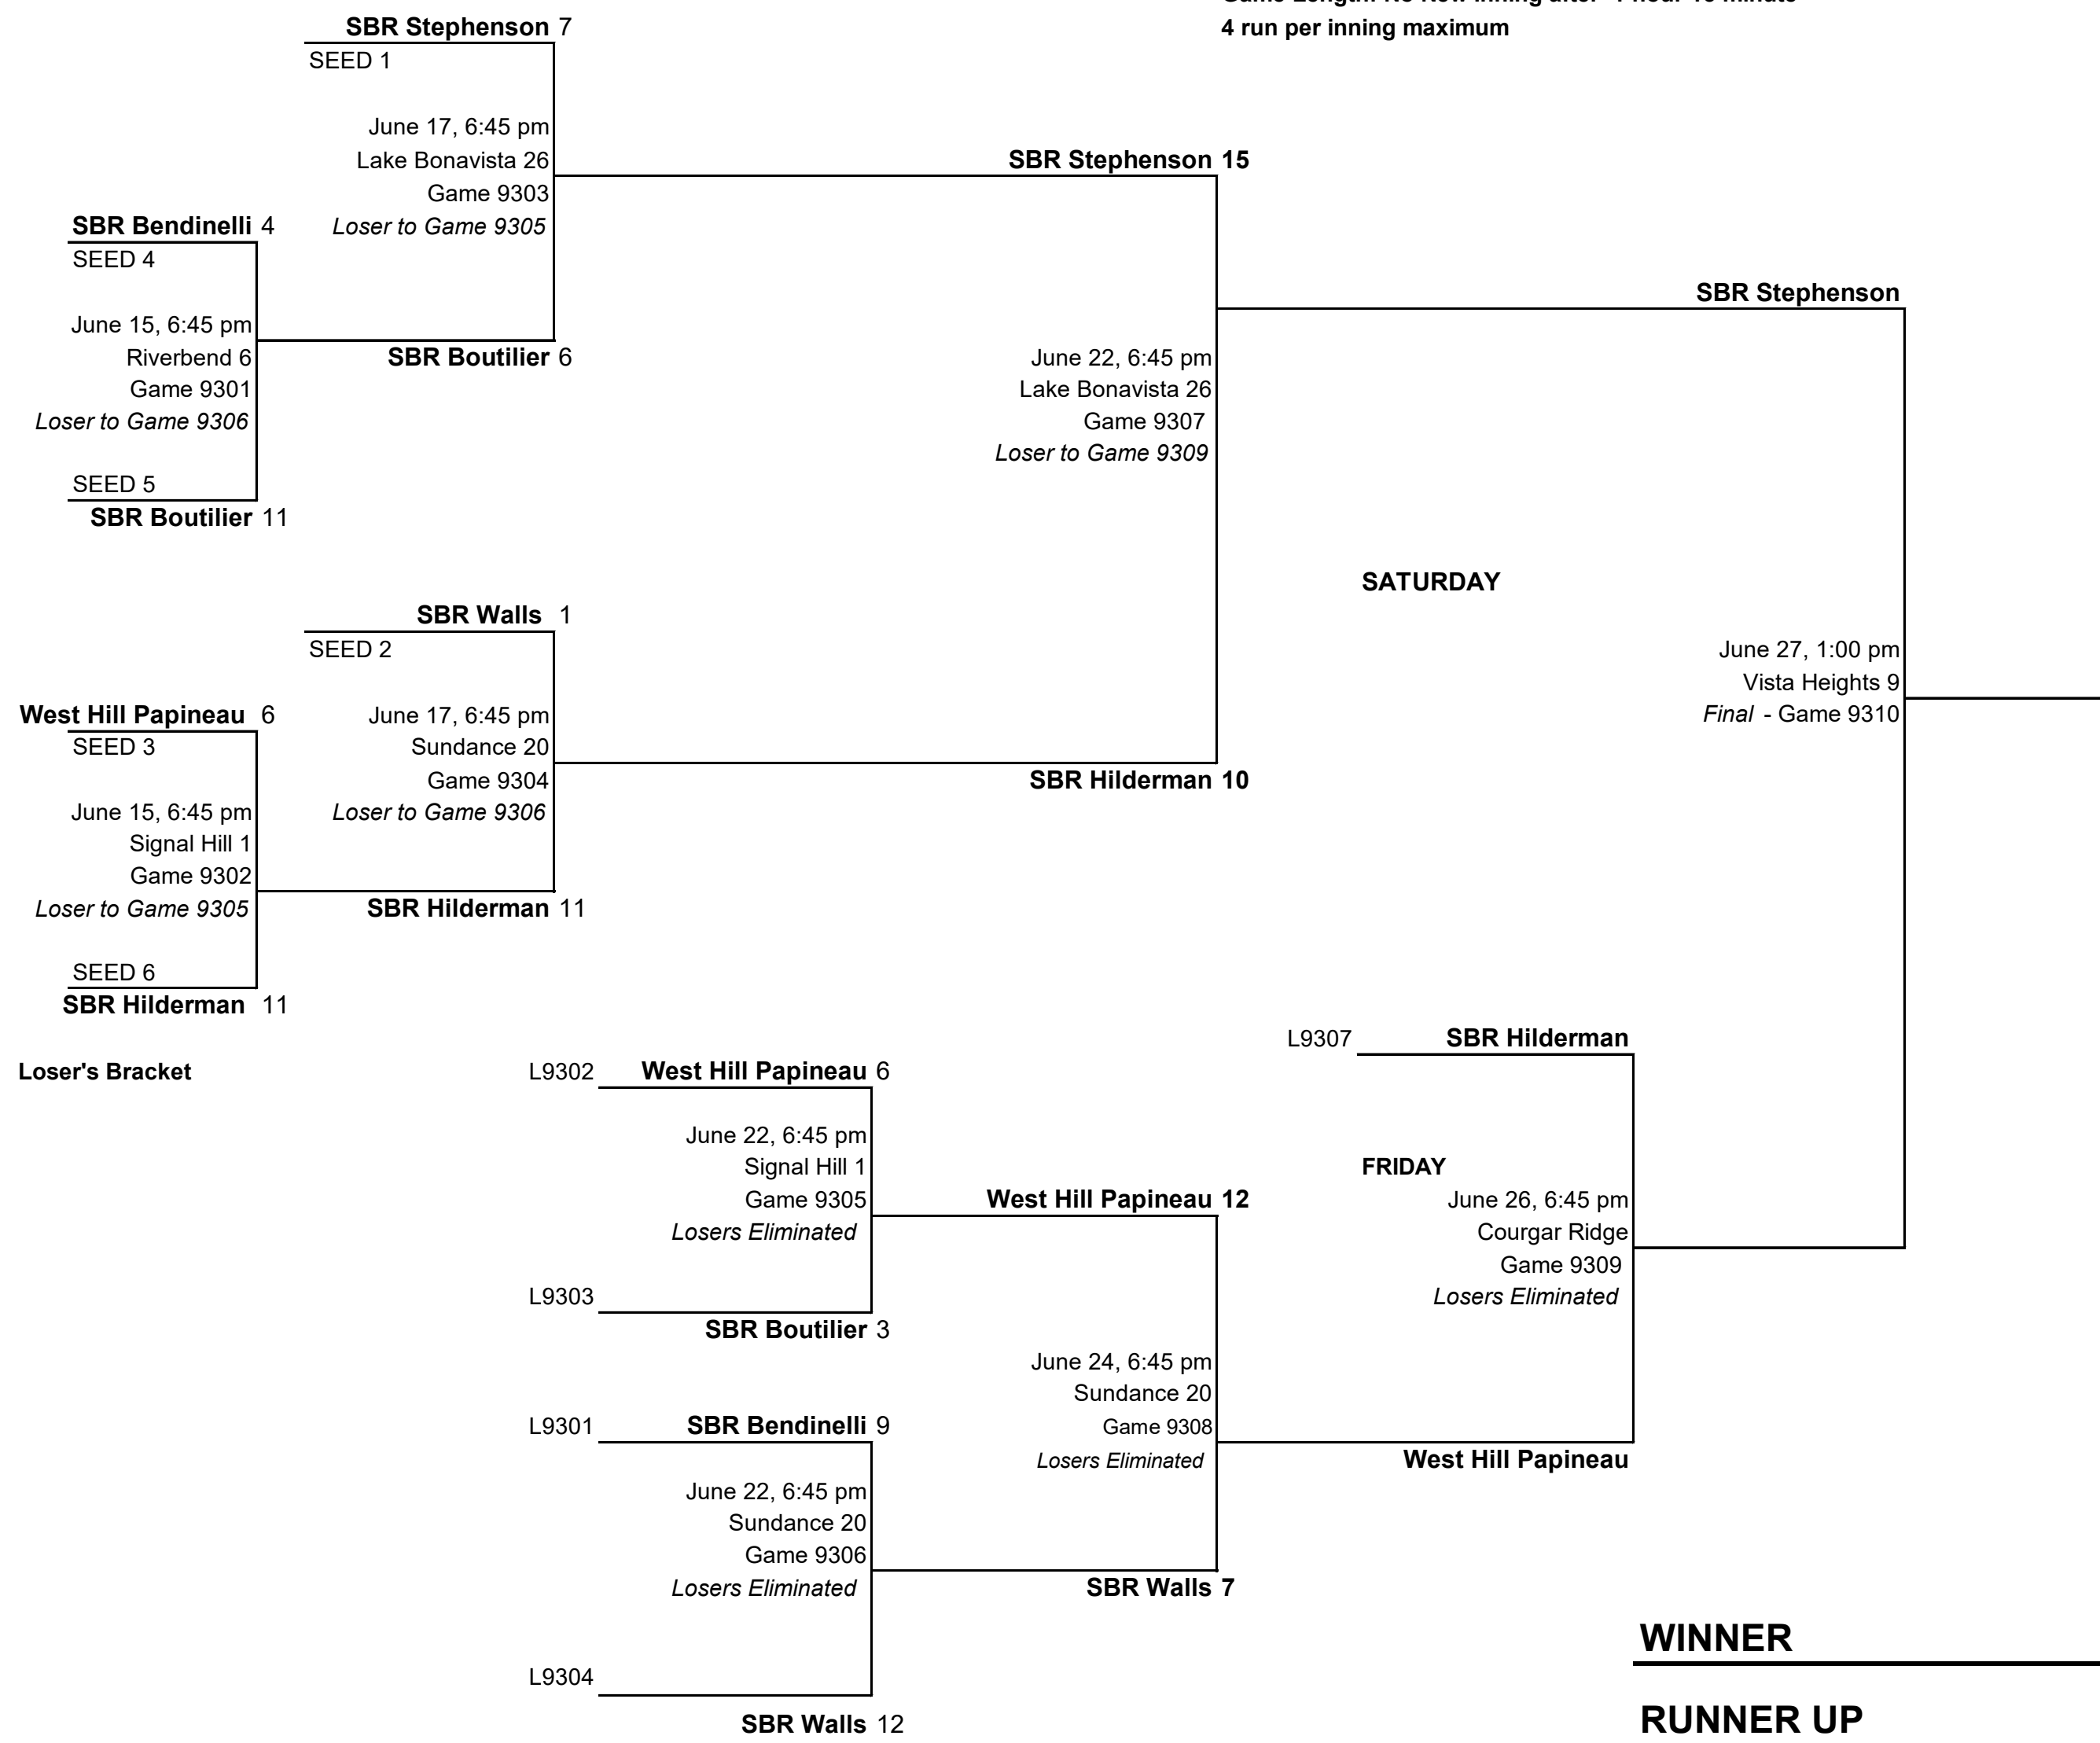 4 run per inning maximum
SBR Stephenson 7
SEED 1
June 17, 6:45 pm
Lake Bonavista 26
Game 9303
Loser to Game 9305
SBR Boutilier 6
SBR Bendinelli 4
SEED 4
June 15, 6:45 pm
Riverbend 6
Game 9301
Loser to Game 9306
SEED 5
SBR Boutilier 11
SBR Stephenson 15
June 22, 6:45 pm
Lake Bonavista 26
Game 9307
Loser to Game 9309
SBR Hilderman 10
SBR Walls 1
SEED 2
June 17, 6:45 pm
Sundance 20
Game 9304
Loser to Game 9306
SBR Hilderman 11
West Hill Papineau 6
SEED 3
June 15, 6:45 pm
Signal Hill 1
Game 9302
Loser to Game 9305
SEED 6
SBR Hilderman 11
SBR Stephenson
SATURDAY
June 27, 1:00 pm
Vista Heights 9
Final - Game 9310
Loser's Bracket
L9302 West Hill Papineau 6
June 22, 6:45 pm
Signal Hill 1
Game 9305
Losers Eliminated
L9303
SBR Boutilier 3
L9301 SBR Bendinelli 9
June 22, 6:45 pm
Sundance 20
Game 9306
Losers Eliminated
L9304
SBR Walls 12
West Hill Papineau 12
June 24, 6:45 pm
Sundance 20
Game 9308
Losers Eliminated
SBR Walls 7
L9307 SBR Hilderman
FRIDAY
June 26, 6:45 pm
Courgar Ridge
Game 9309
Losers Eliminated
West Hill Papineau
WINNER
RUNNER UP